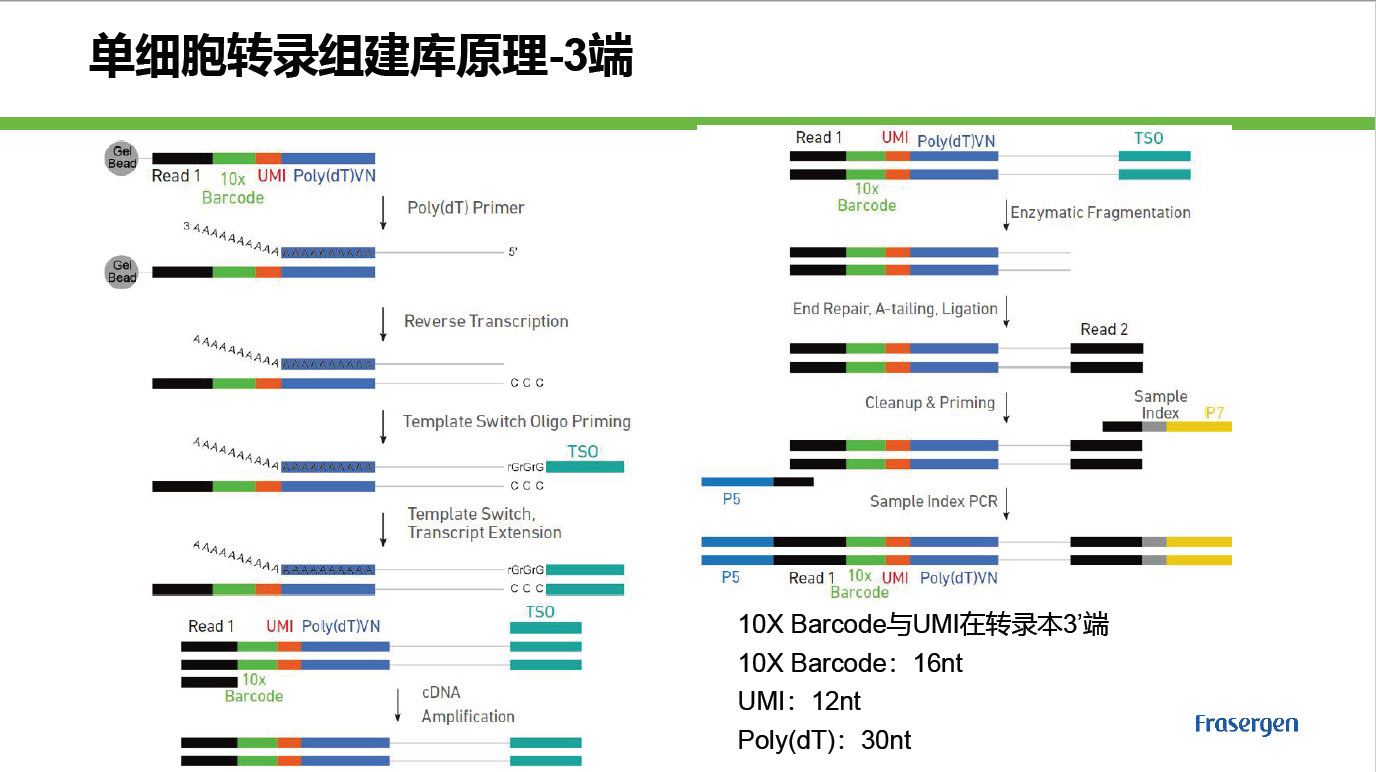 单细胞转录组建库原理-3端
Gel
Bead
Read 1
10x
Barcode
UMI
Poly(dT)VN
Poly(dT) Primer
3 AAAAAAAAAA
AAAAAAAAAA
5'
Gel
Bead
Reverse Transcription
AAAAAAAAAA
AAAAAAAAAA
C C C
Template Switch Oligo Priming
AAAAAAAAAA
AAAAAAAAAA
rGrGrG
TSO
C C C
Template Switch,
Transcript Extension
AAAAAAAAAA
AAAAAAAAAA
rGrGrG
C C C
TSO
Read 1
UMI
Poly(dT)VN
10x
Barcode
cDNA
Amplification
Read 1
UMI
Poly(dT)VN
TSO
10x
Barcode
Enzymatic Fragmentation
End Repair, A-tailing, Ligation
Read 2
Cleanup & Priming
Sample
Index
P7
P5
Sample Index PCR
P5
Read 1
10x
Barcode
UMI
Poly(dT)VN
10X Barcode与UMI在转录本3’端
10X Barcode：16nt
UMI：12nt
Poly(dT)：30nt
Frasergen